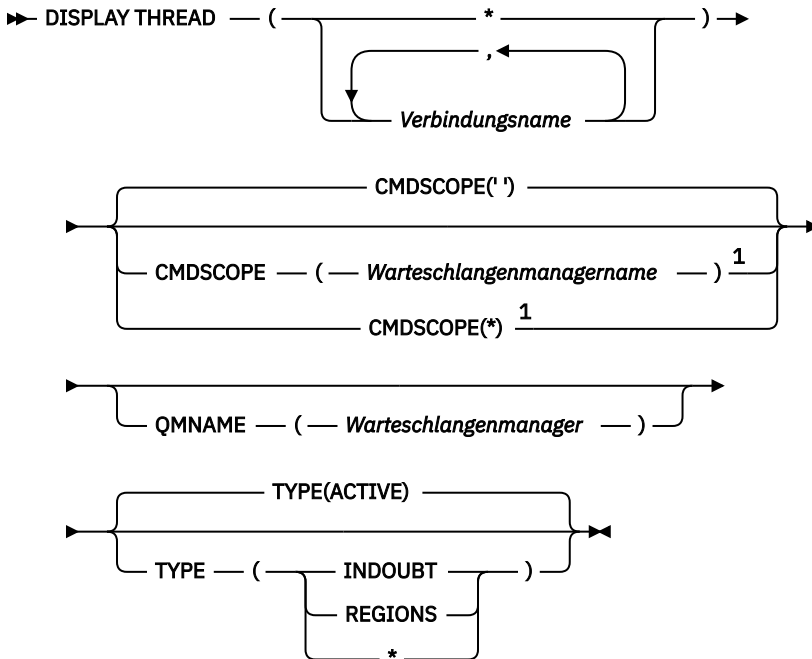 DISPLAY THREAD ( * )
,
Verbindungsname
CMDSCOPE(' ')
CMDSCOPE ( Warteschlangenmanagername ) 1
CMDSCOPE(*) 1
QMNAME ( Warteschlangenmanager )
TYPE(ACTIVE)
TYPE ( INDOUBT )
REGIONS
*